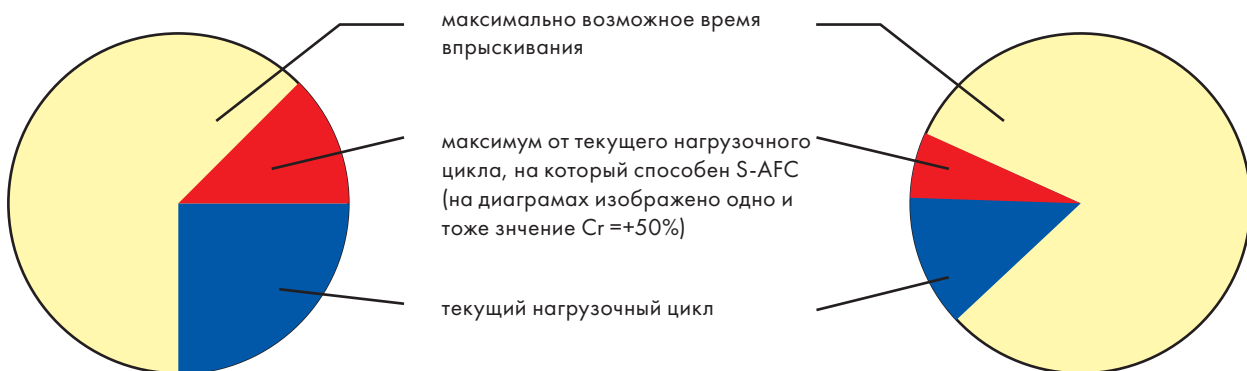 максимально возможное время
впрыскивания
максимум от текущего нагрузочного
цикла, на который способен S-AFC
(на диаграмах изображено одно и
тоже знчение Cr =+50%)
текущий нагрузочный цикл